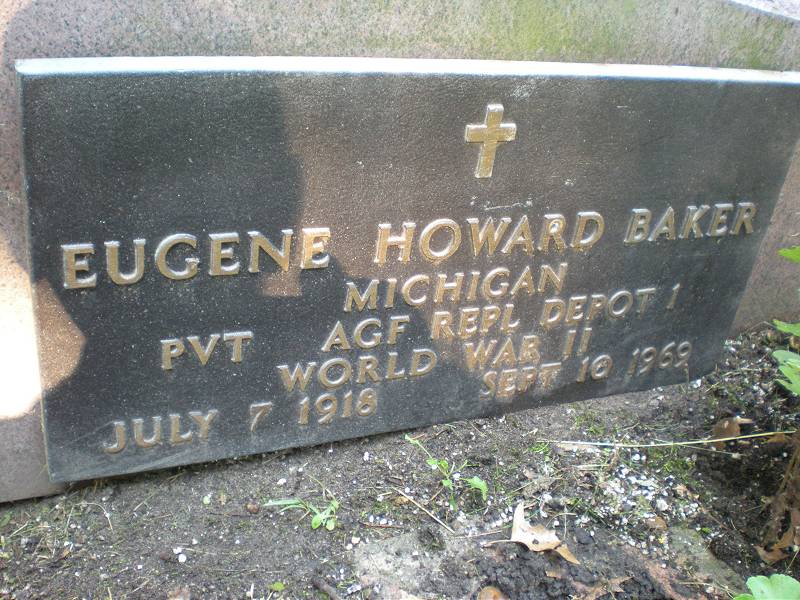 EUGENE HOWARD BAKER
MICHIGAN
PVT AGF REPL DEPOT 1
WORLD WAR II
JULY 7 1918 SEPT 10 1969